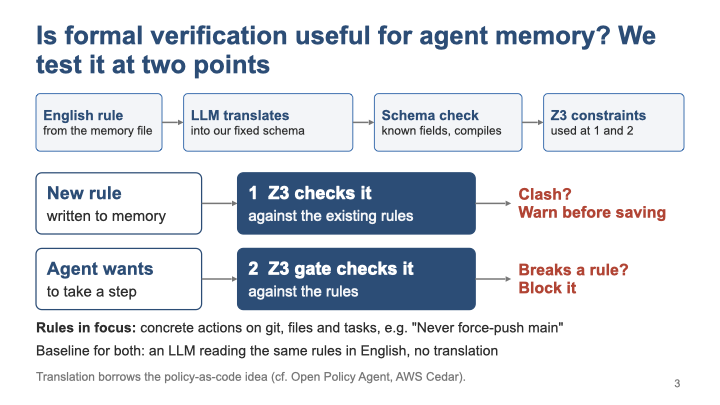 Is formal verification useful for agent memory? We
test it at two points
English rule
from the memory file
LLM translates
into our fixed schema
Schema check
known fields, compiles
Z3 constraints
used at 1 and 2
New rule
written to memory
1 Z3 checks it
against the existing rules
Clash?
Warn before saving
Agent wants
to take a step
2 Z3 gate checks it
against the rules
Breaks a rule?
Block it
Rules in focus: concrete actions on git, files and tasks, e.g. "Never force-push main"
Baseline for both: an LLM reading the same rules in English, no translation
Translation borrows the policy-as-code idea (cf. Open Policy Agent, AWS Cedar).
3